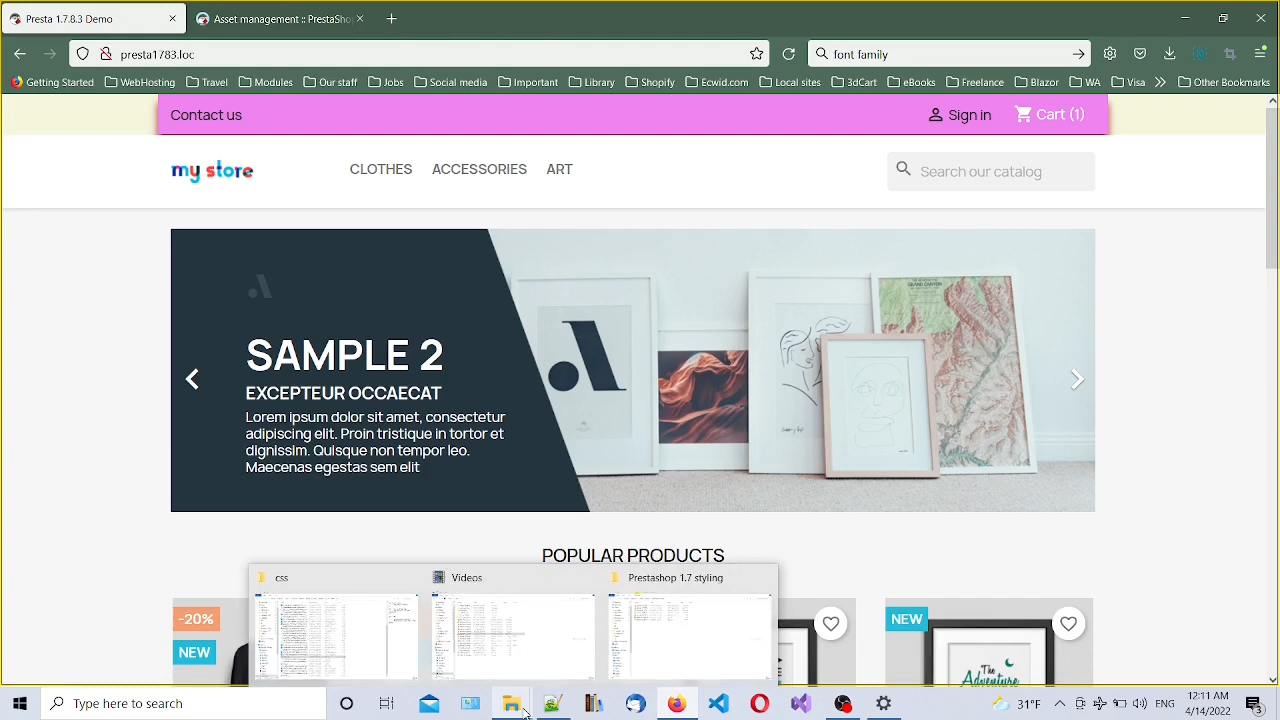 Presta 1.7.8.3 Demo
Asset management :: PrestaSho
presta1783.loc
font family
Getting Started WebHosting Travel Modules Our staff Jobs Social media Important Library Shopify Ecwid.com Local sites 3dCart eBooks Freelance Blazor WA Visa Other Bookmarks
Contact us Sign in Cart (1)
my store CLOTHES ACCESSORIES ART Search our catalog
SAMPLE 2
EXCEPTEUR OCCAECAT
Lorem ipsum dolor sit amet, consectetur
adipiscing elit. Proin tristique in tortor et
dignissim. Quisque non tempor leo.
Maecenas egestas sem elit
GRAND CANYON
POPULAR PRODUCTS
css Videos Prestashop 1.7 styling
-20% NEW
NEW
The
Adventure
Type here to search 31°F ENG 12:11 AM
4/14/2022 3